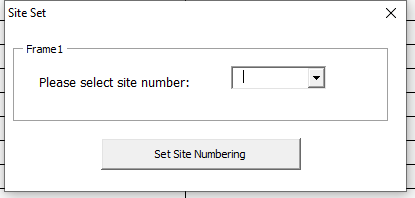 Site Set
Frame1
Please select site number:
Set Site Numbering